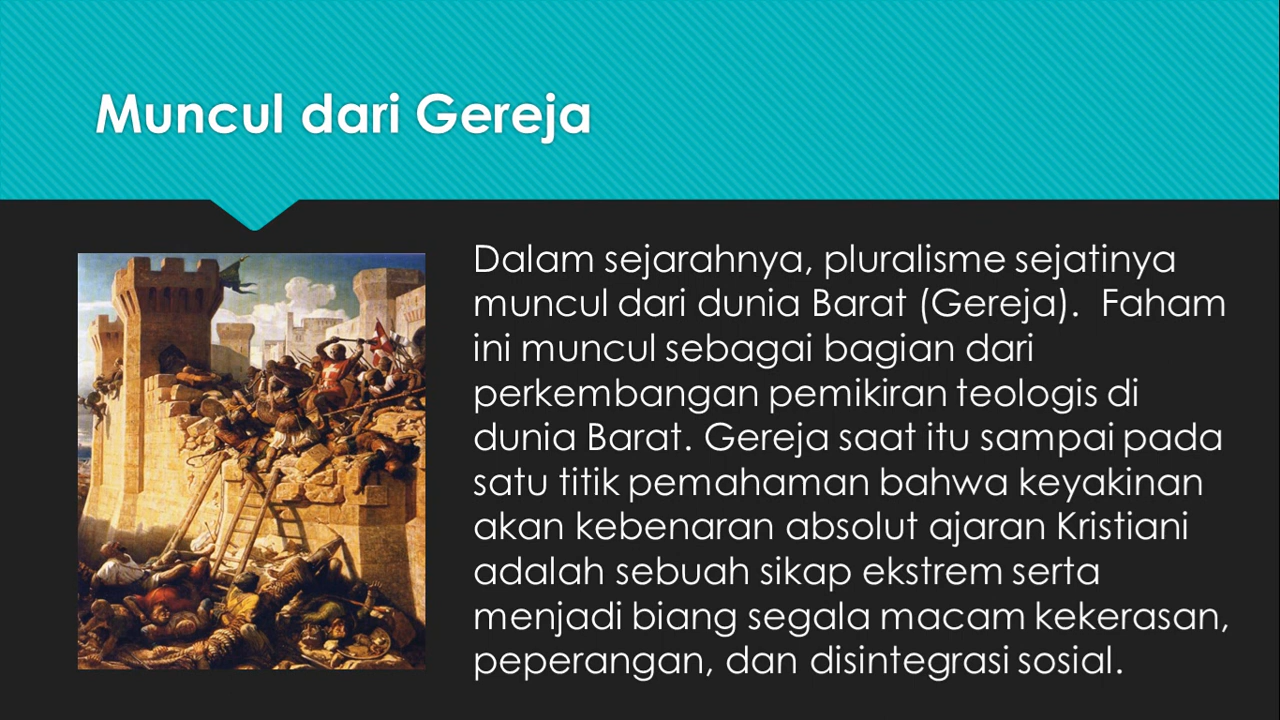 Muncul dari Gereja
Dalam sejarahnya, pluralisme sejatinya
muncul dari dunia Barat (Gereja).  Faham
ini muncul sebagai bagian dari
perkembangan pemikiran teologis di
dunia Barat. Gereja saat itu sampai pada
satu titik pemahaman bahwa keyakinan
akan kebenaran absolut ajaran Kristiani
adalah sebuah sikap ekstrem serta
menjadi biang segala macam kekerasan,
peperangan, dan disintegrasi sosial.